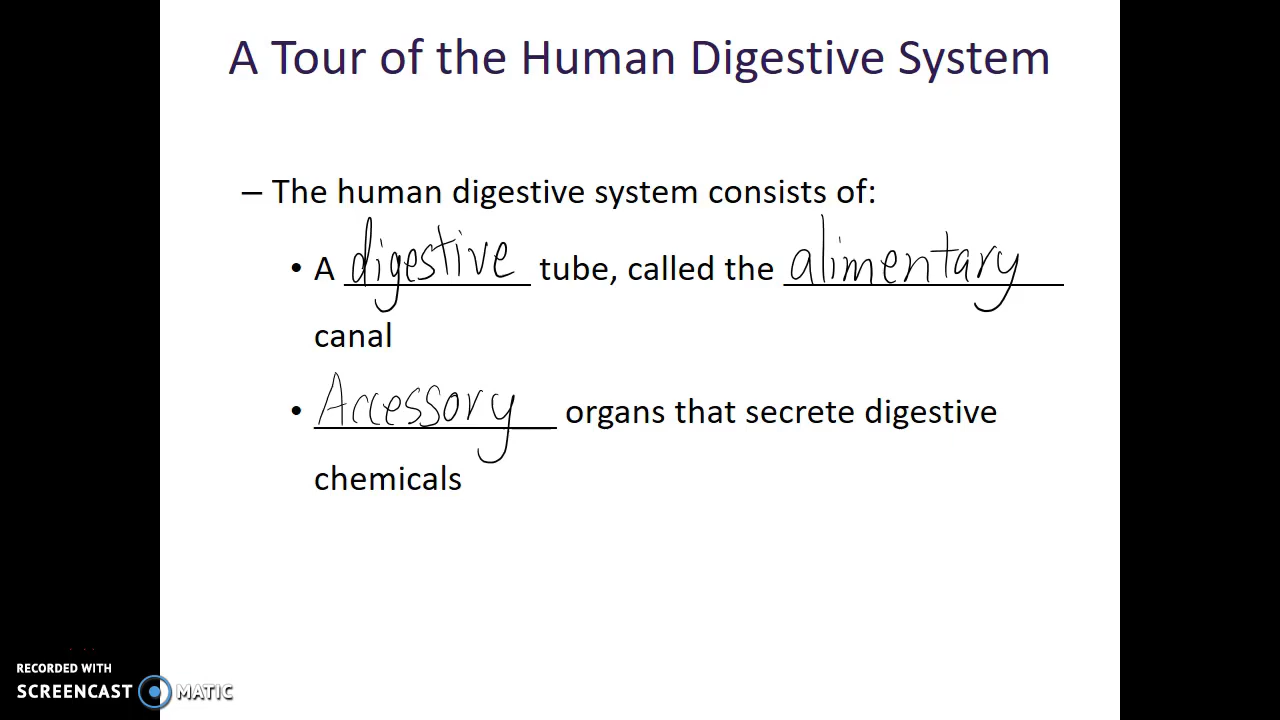 A Tour of the Human Digestive System
– The human digestive system consists of:
• A digestive tube, called the alimentary
canal
• Accessory organs that secrete digestive
chemicals
RECORDED WITH
SCREENCAST MATIC